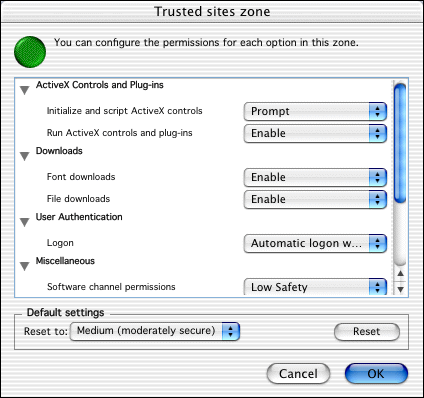 Trusted sites zone
You can configure the permissions for each option in this zone.
ActiveX Controls and Plug-ins
Initialize and script ActiveX controls Prompt
Run ActiveX controls and plug-ins Enable
Downloads
Font downloads Enable
File downloads Enable
User Authentication
Logon Automatic logon w...
Miscellaneous
Software channel permissions Low Safety
Default settings
Reset to: Medium (moderately secure) Reset
Cancel OK